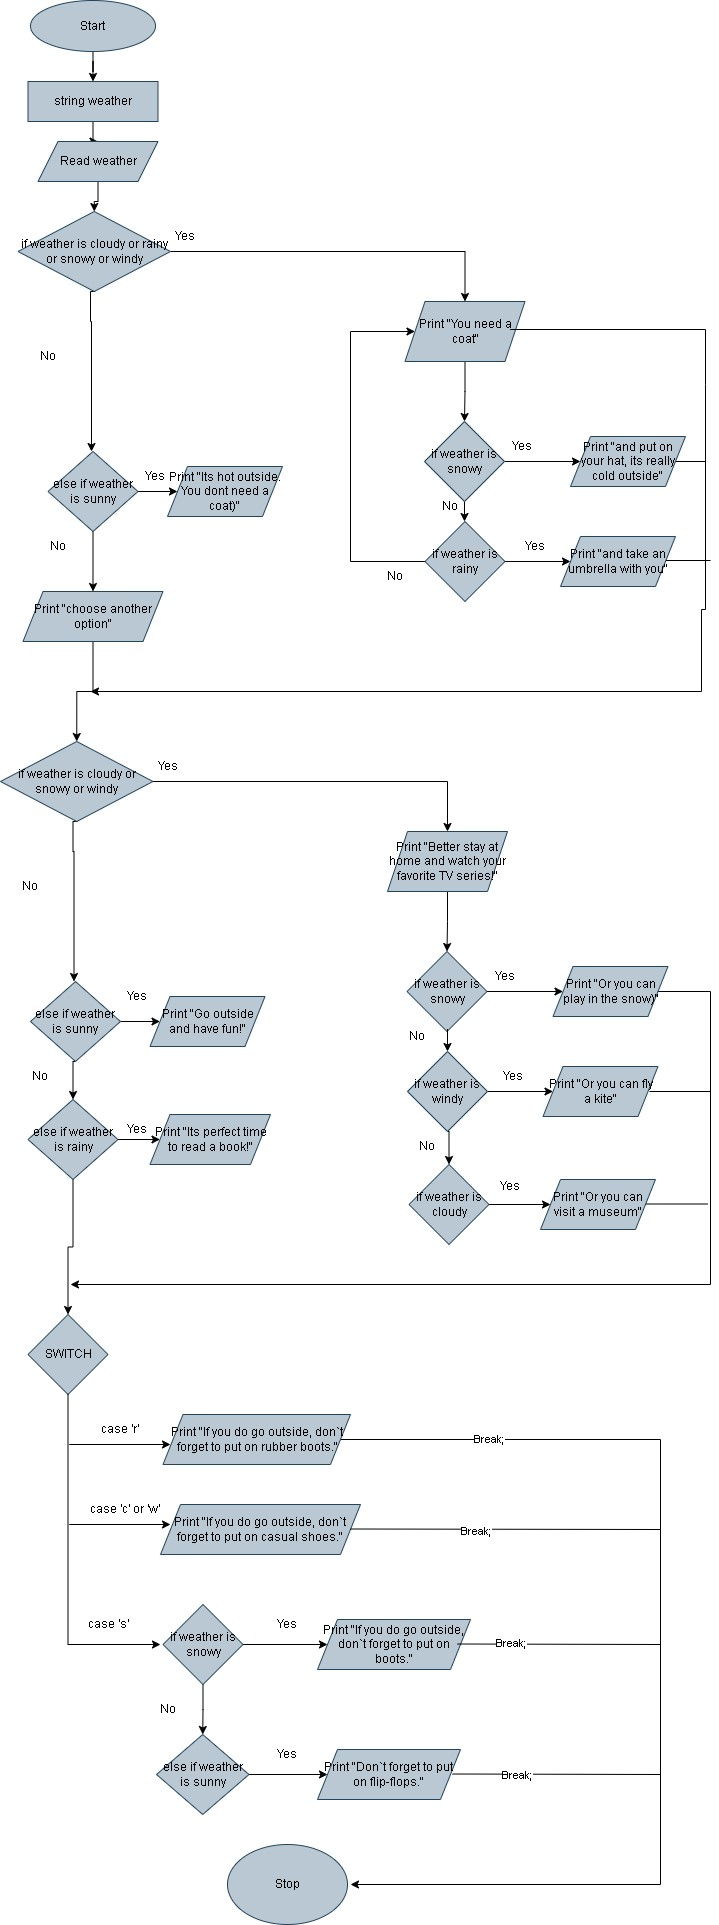 Start
string weather
Read weather
if weather is cloudy or rainy
or snowy or windy
Yes
No
Print "You need a
coat"
if weather is
snowy
Yes
Print "and put on
your hat, its really
cold outside"
No
if weather is
rainy
Yes
Print "and take an
umbrella with you"
No
else if weather
is sunny
Yes
Print "Its hot outside.
You dont need a
coat)"
No
Print "choose another
option"
if weather is cloudy or
snowy or windy
Yes
No
Print "Better stay at
home and watch your
favorite TV series!"
if weather is
snowy
Yes
Print "Or you can
play in the snow)"
No
if weather is
windy
Yes
Print "Or you can fly
a kite"
No
if weather is
cloudy
Yes
Print "Or you can
visit a museum"
else if weather
is sunny
Yes
Print "Go outside
and have fun!"
No
else if weather
is rainy
Yes
Print "Its perfect time
to read a book!"
SWITCH
case 'r'
Print "If you do go outside, don`t
forget to put on rubber boots."
Break;
case 'c' or 'w'
Print "If you do go outside, don`t
forget to put on casual shoes."
Break;
case 's'
if weather is
snowy
Yes
Print "If you do go outside,
don`t forget to put on
boots."
Break;
No
else if weather
is sunny
Yes
Print "Don`t forget to put
on flip-flops."
Break;
Stop